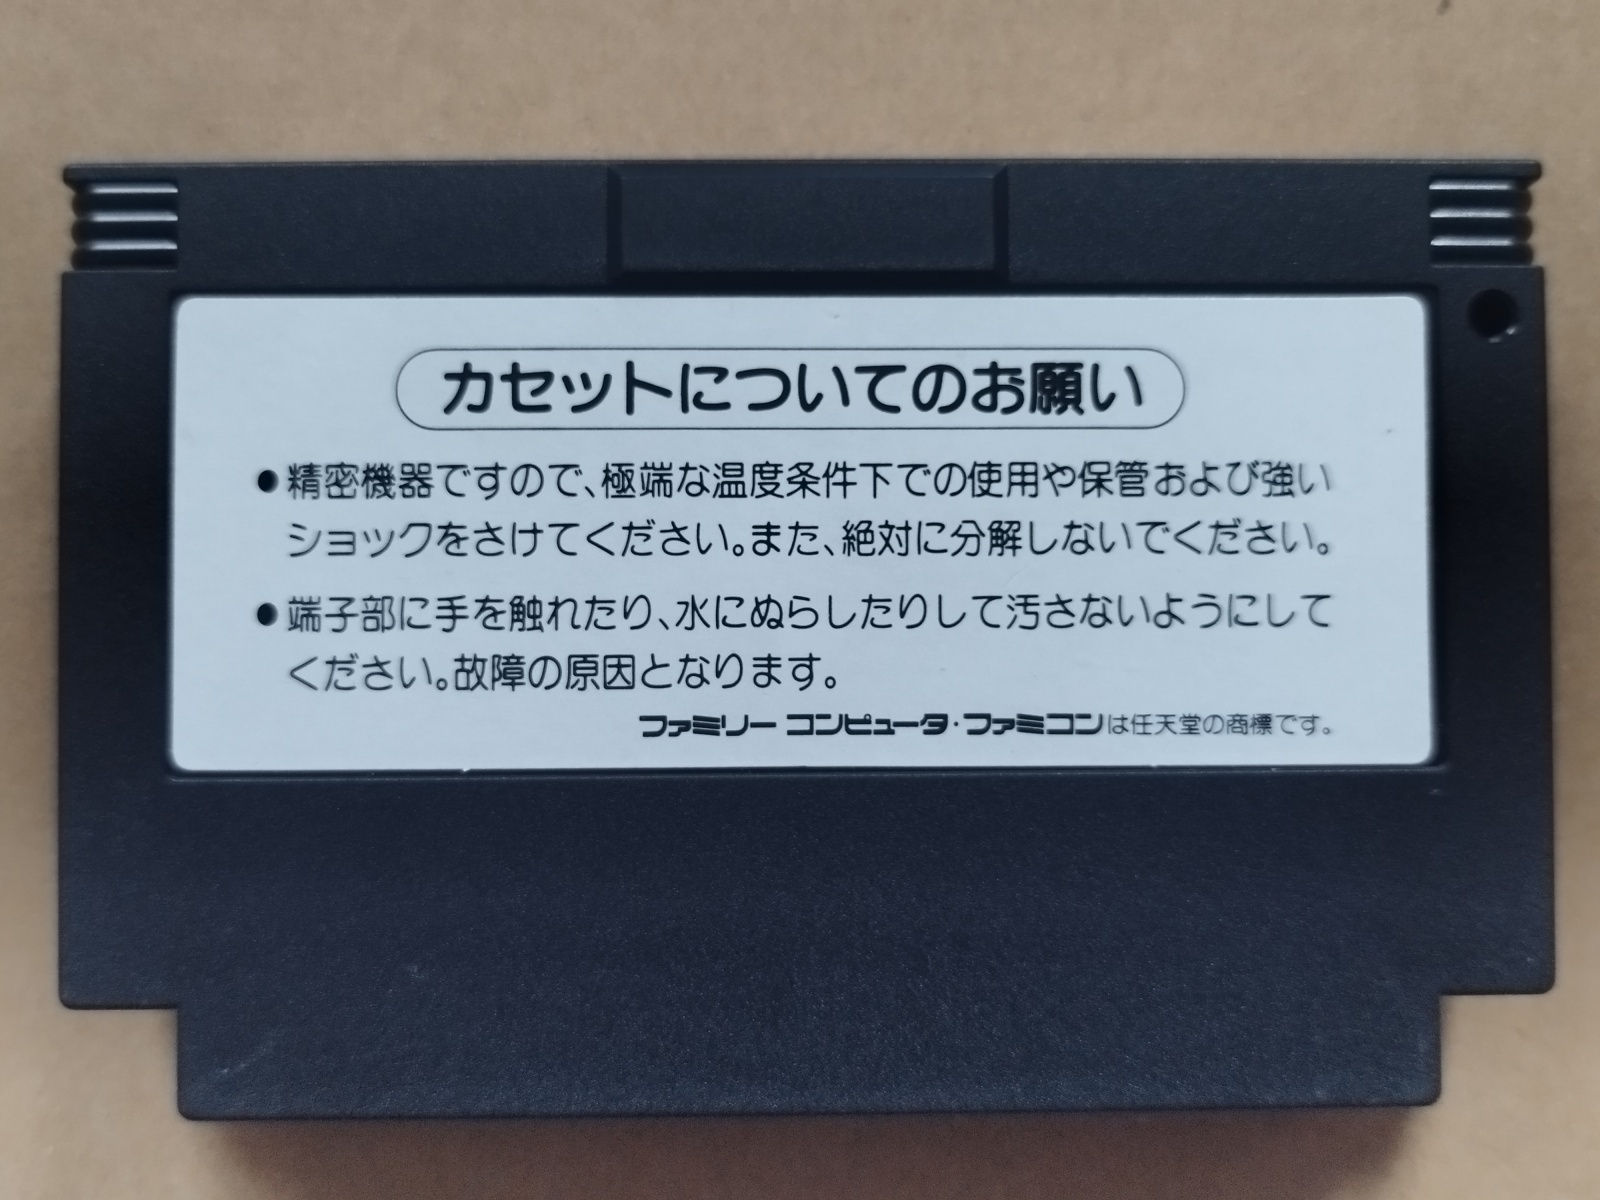 カセットについてのお願い
●精密機器ですので、極端な温度条件下での使用や保管および強い
ショックをさけてください。また、絶対に分解しないでください。
●端子部に手を触れたり、水にぬらしたりして汚さないようにして
ください。故障の原因となります。
ファミリー コンピュータ・ファミコンは任天堂の商標です。